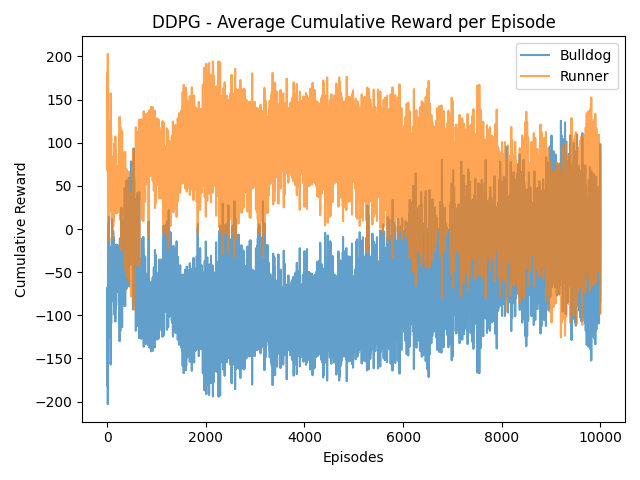 DDPG - Average Cumulative Reward per Episode
Bulldog
Runner
Cumulative Reward
200
150
100
50
0
−50
−100
−150
−200
0 2000 4000 6000 8000 10000
Episodes